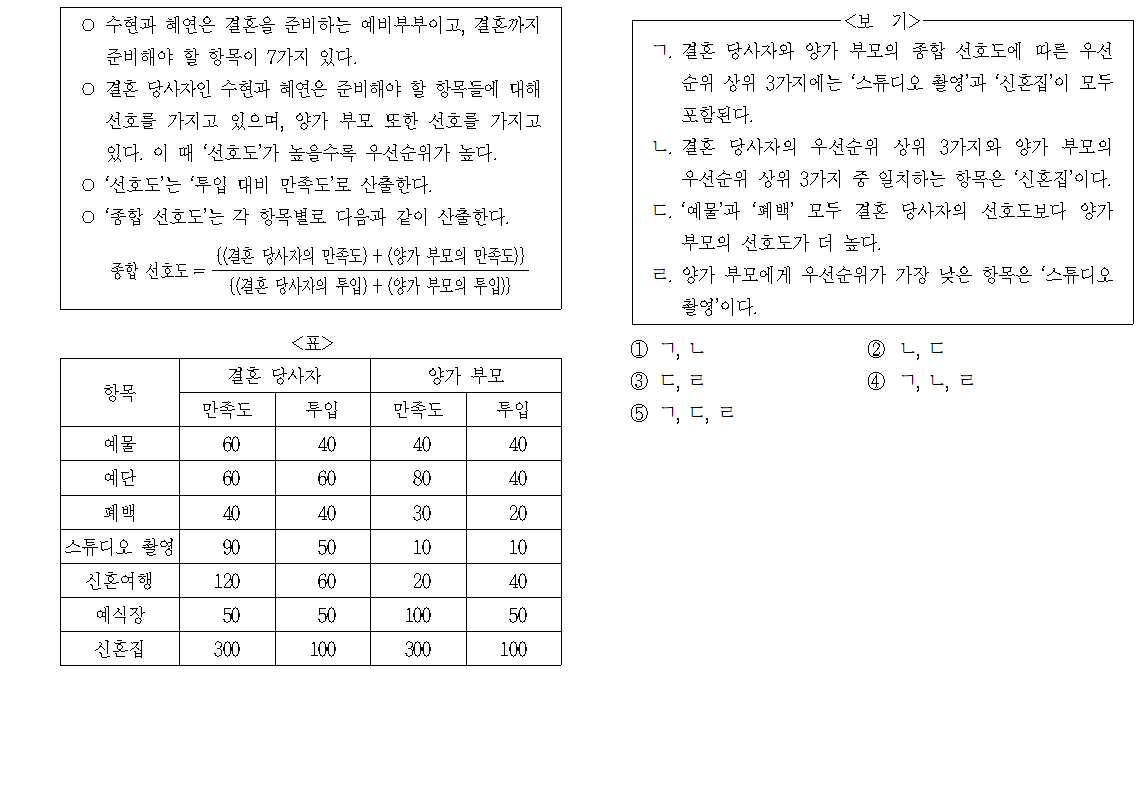 ○ 수현과 혜연은 결혼을 준비하는 예비부부이고, 결혼까지
준비해야 할 항목이 7가지 있다.
○ 결혼 당사자인 수현과 혜연은 준비해야 할 항목들에 대해
선호를 가지고 있으며, 양가 부모 또한 선호를 가지고
있다. 이 때 ‘선호도’가 높을수록 우선순위가 높다.
○ ‘선호도’는 ‘투입 대비 만족도’로 산출한다.
○ ‘종합 선호도’는 각 항목별로 다음과 같이 산출한다.
종합 선호도 = {(결혼 당사자의 만족도) + (양가 부모의 만족도)}
{(결혼 당사자의 투입) + (양가 부모의 투입)}
<표>
항목 결혼 당사자 양가 부모
만족도 투입 만족도 투입
예물 60 40 40 40
예단 60 60 80 40
폐백 40 40 30 20
스튜디오 촬영 90 50 10 10
신혼여행 120 60 20 40
예식장 50 50 100 50
신혼집 300 100 300 100
<보 기>
ㄱ. 결혼 당사자와 양가 부모의 종합 선호도에 따른 우선
순위 상위 3가지에는 ‘스튜디오 촬영’과 ‘신혼집’이 모두
포함된다.
ㄴ. 결혼 당사자의 우선순위 상위 3가지와 양가 부모의
우선순위 상위 3가지 중 일치하는 항목은 ‘신혼집’이다.
ㄷ. ‘예물’과 ‘폐백’ 모두 결혼 당사자의 선호도보다 양가
부모의 선호도가 더 높다.
ㄹ. 양가 부모에게 우선순위가 가장 낮은 항목은 ‘스튜디오
촬영’이다.
① ㄱ, ㄴ ② ㄴ, ㄷ
③ ㄷ, ㄹ ④ ㄱ, ㄴ, ㄹ
⑤ ㄱ, ㄷ, ㄹ